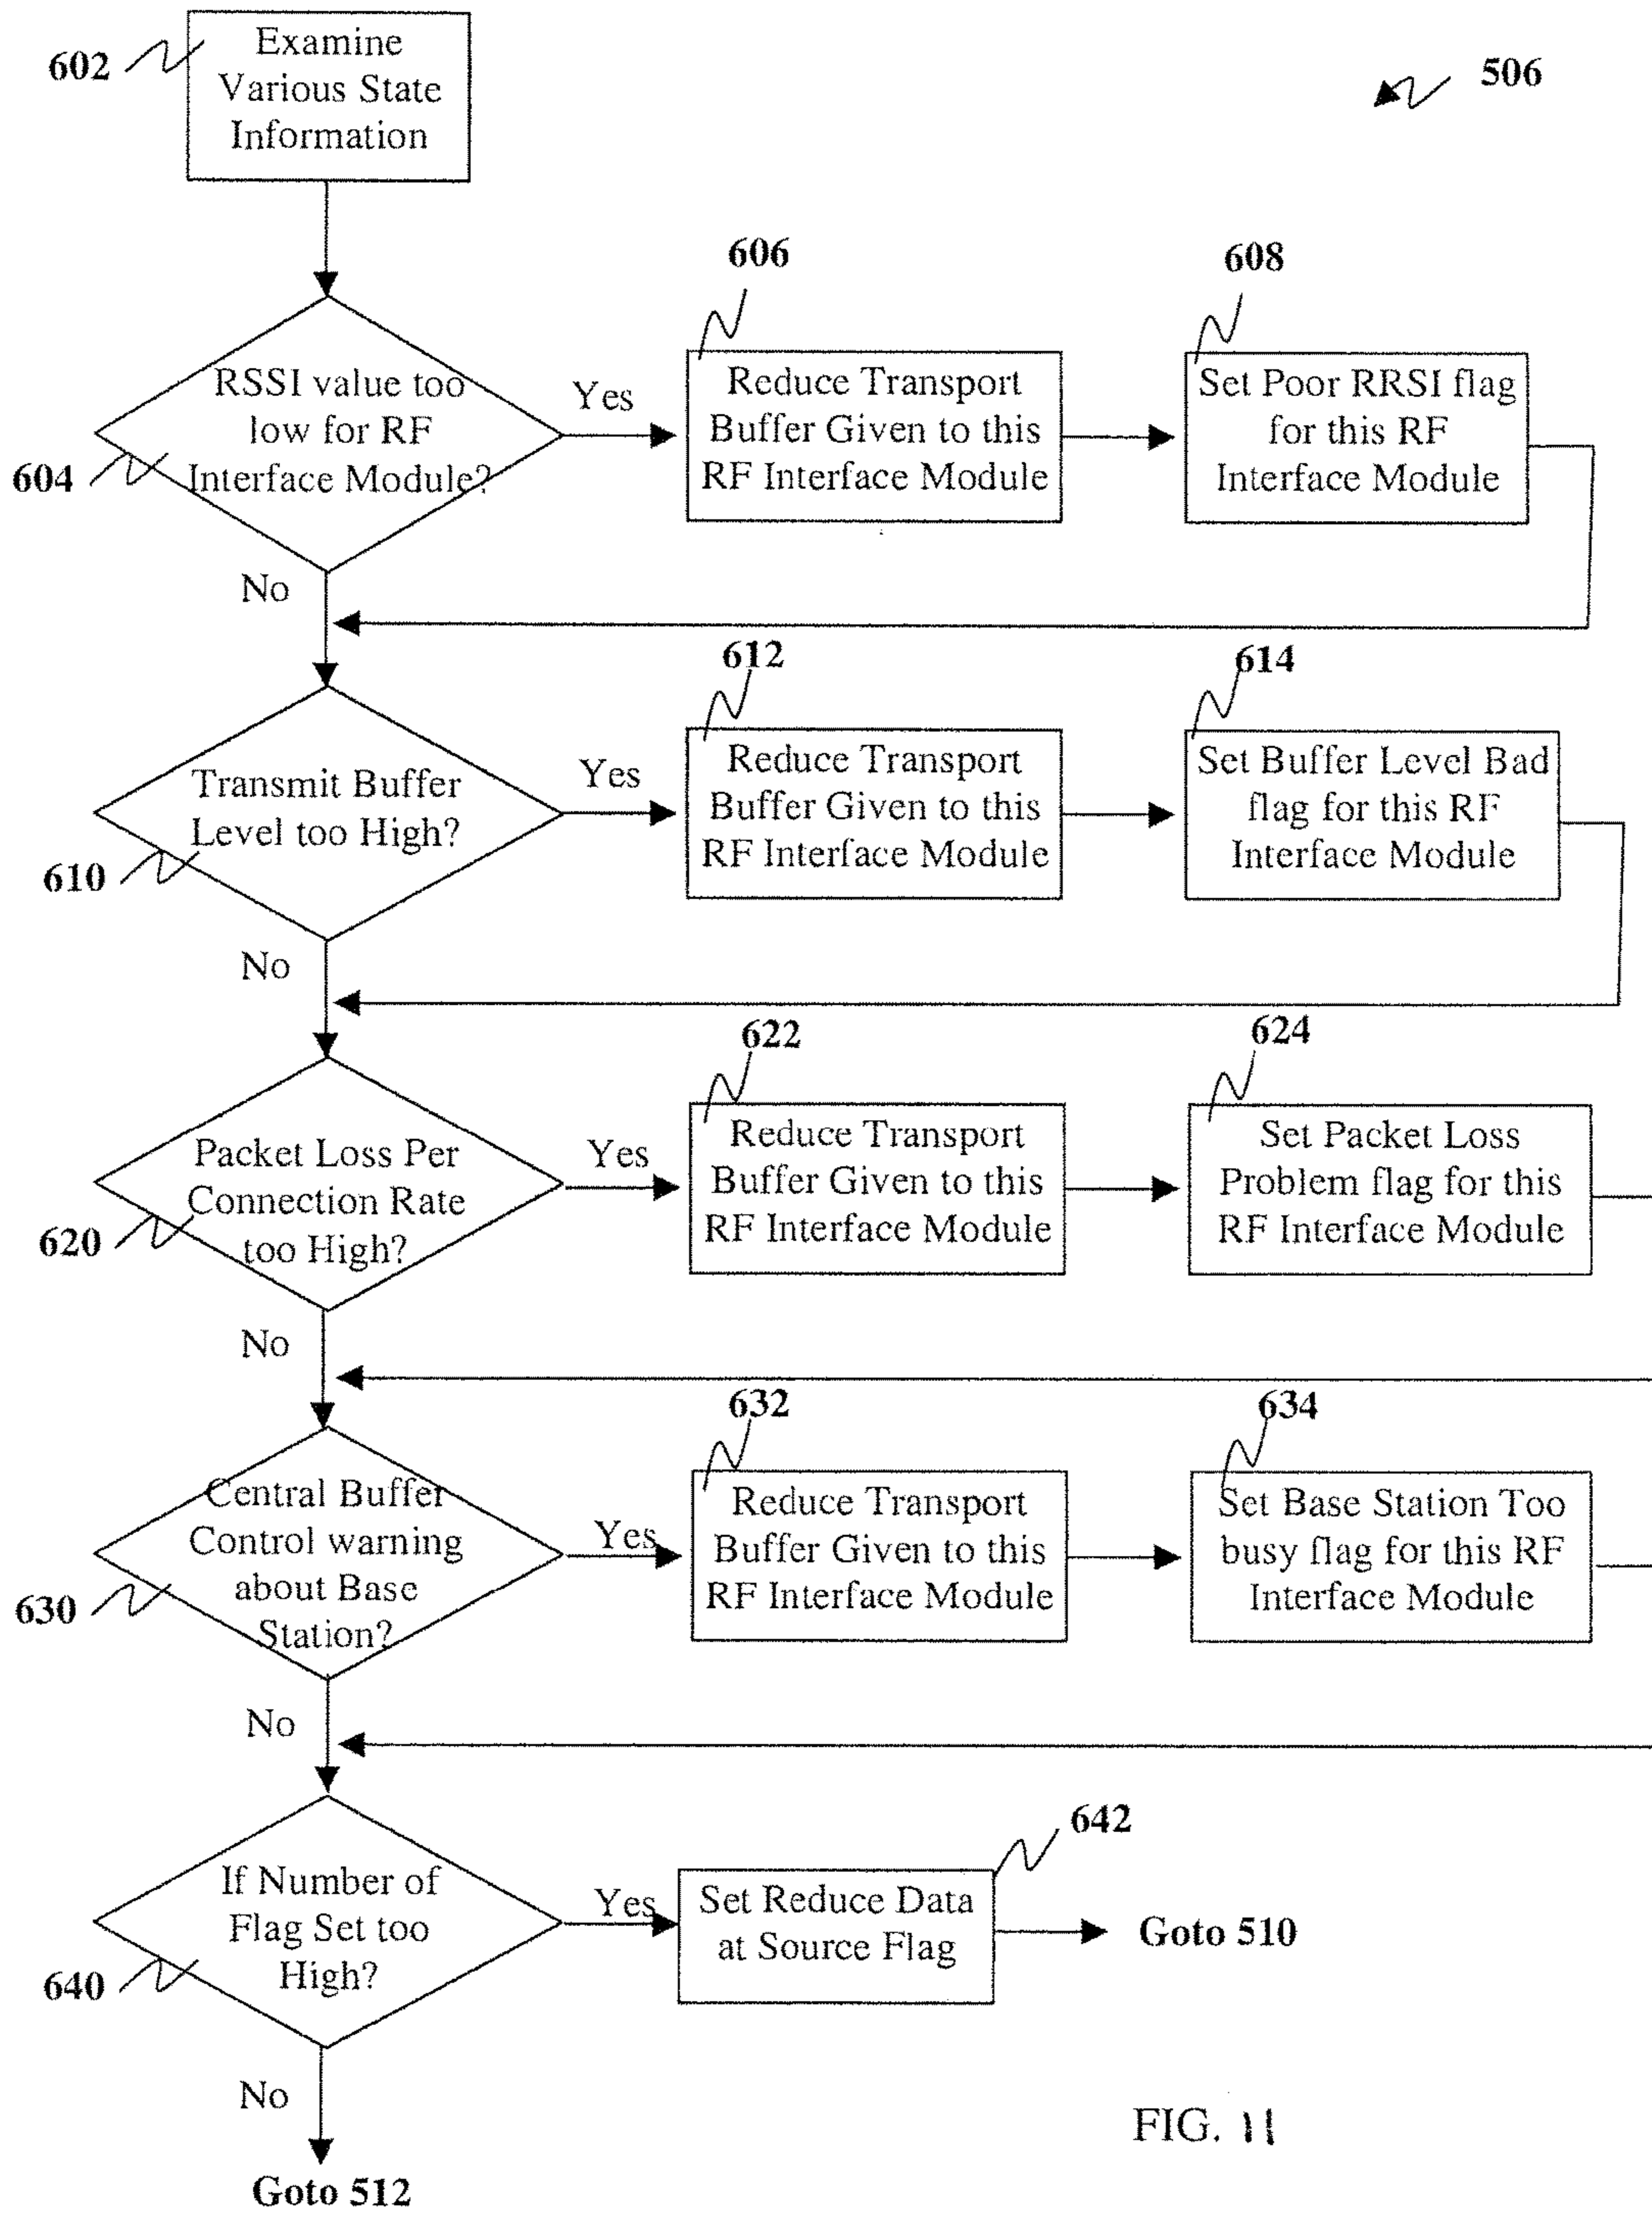 602
Examine
Various State
Information
506
604
RSSI value too
low for RF
Interface Module?
Yes
606
Reduce Transport
Buffer Given to this
RF Interface Module
608
Set Poor RRSI flag
for this RF
Interface Module
No
610
Transmit Buffer
Level too High?
Yes
612
Reduce Transport
Buffer Given to this
RF Interface Module
614
Set Buffer Level Bad
flag for this RF
Interface Module
No
620
Packet Loss Per
Connection Rate
too High?
Yes
622
Reduce Transport
Buffer Given to this
RF Interface Module
624
Set Packet Loss
Problem flag for this
RF Interface Module
No
630
Central Buffer
Control warning
about Base
Station?
Yes
632
Reduce Transport
Buffer Given to this
RF Interface Module
634
Set Base Station Too
busy flag for this RF
Interface Module
No
640
If Number of
Flag Set too
High?
Yes
642
Set Reduce Data
at Source Flag
Goto 510
No
Goto 512
FIG. 11